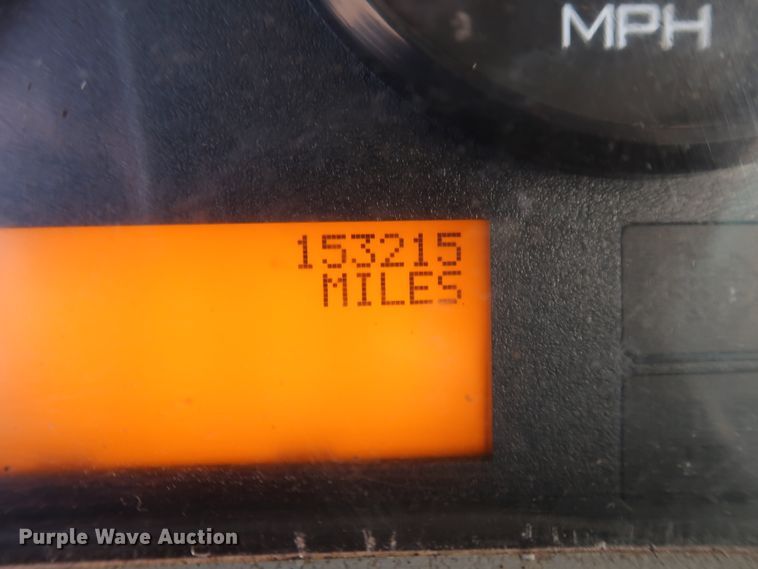 MPH
153215
MILES
Purple Wave Auction